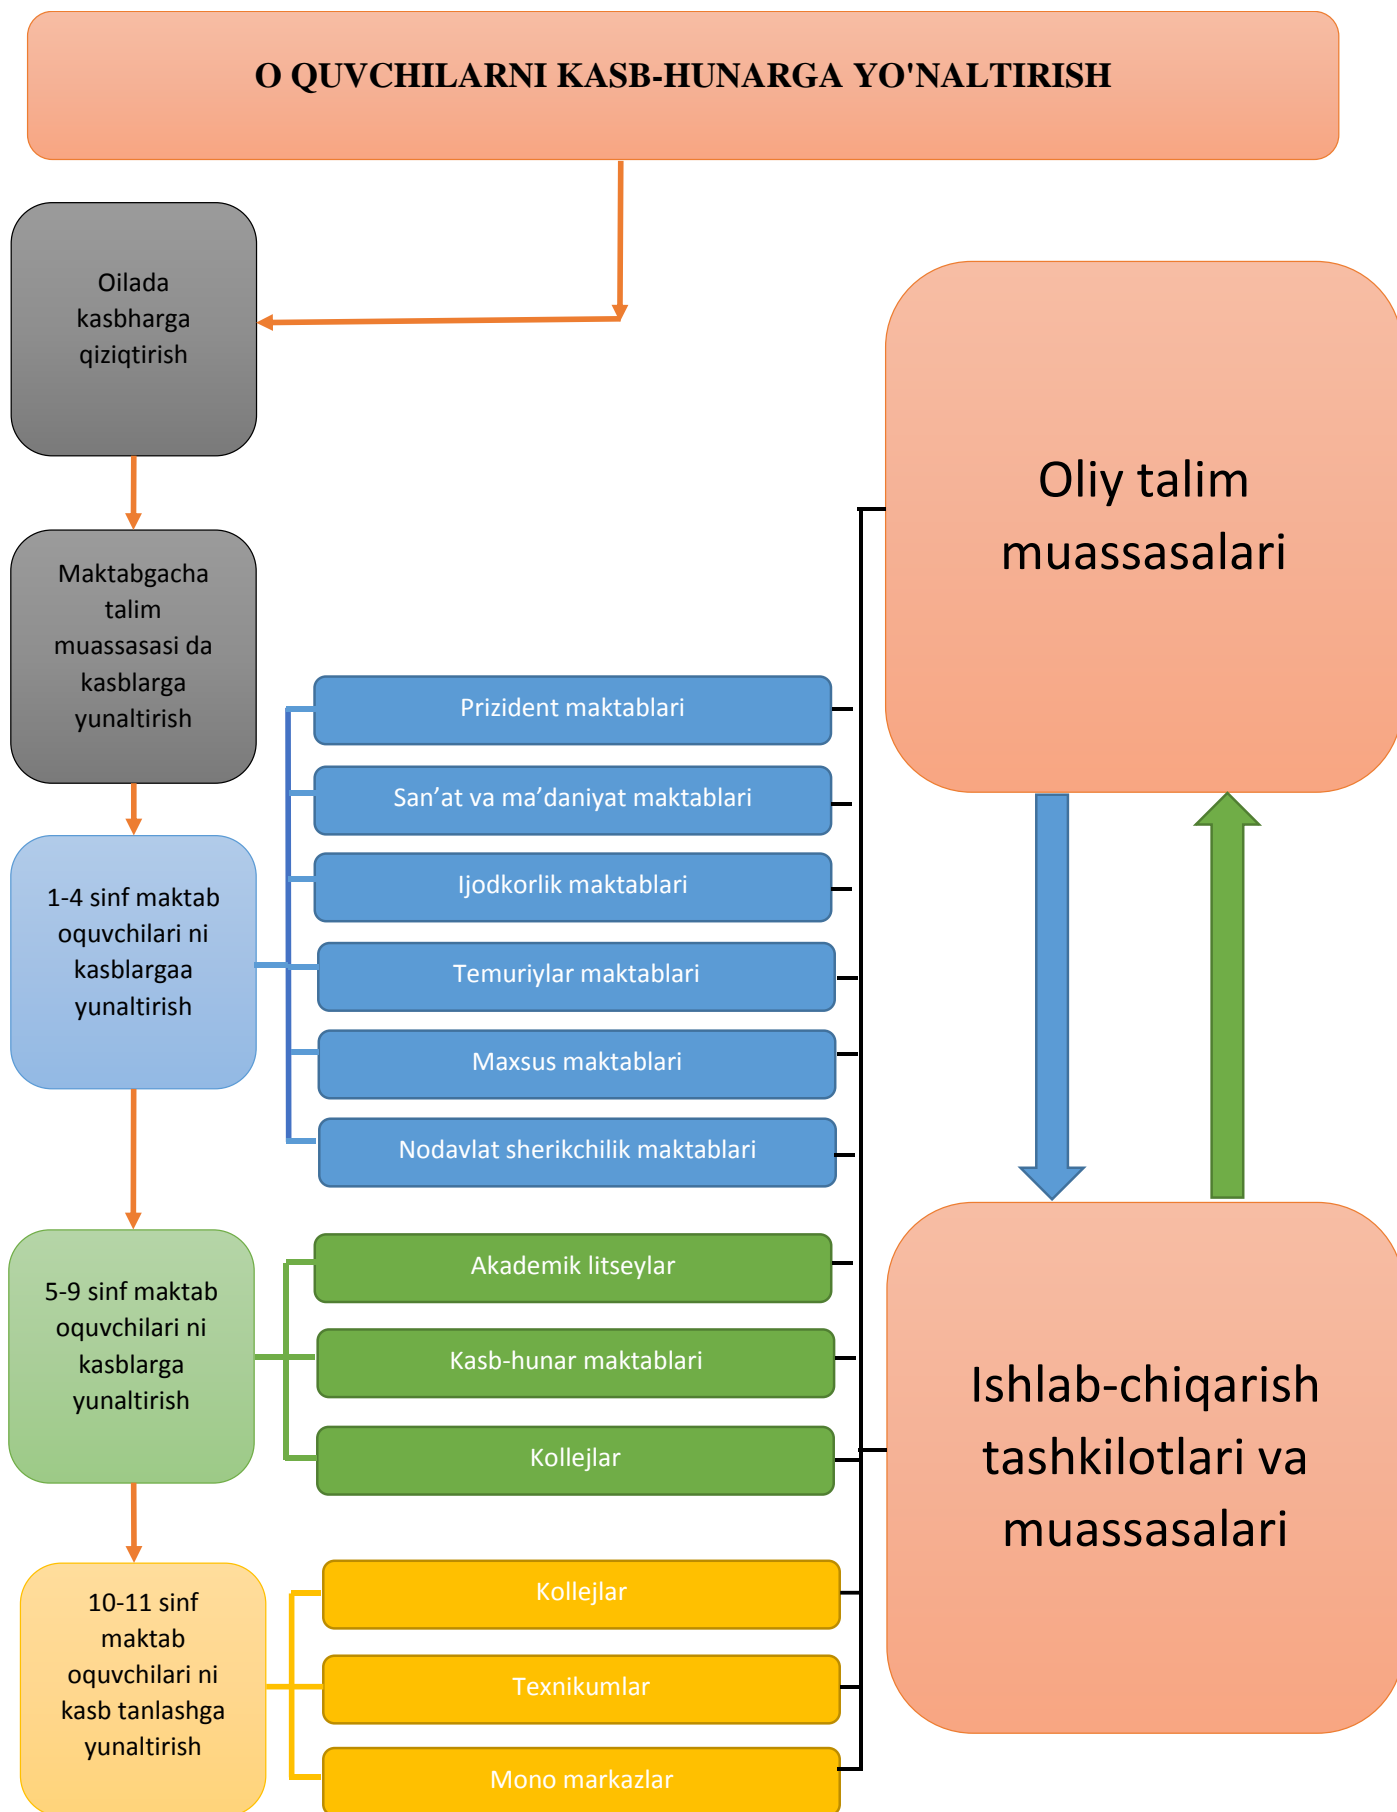 O QUVCHILARNI KASB-HUNARGA YO'NALTIRISH
Oilada
kasbharga
qiziqtirish
Maktabgacha
talim
muassasasi da
kasblarga
yunaltirish
1-4 sinf maktab
oquvchilari ni
kasblargaa
yunaltirish
5-9 sinf maktab
oquvchilari ni
kasblarga
yunaltirish
10-11 sinf
maktab
oquvchilari ni
kasb tanlashga
yunaltirish
Prizident maktablari
San’at va ma’daniyat maktablari
Ijodkorlik maktablari
Temuriylar maktablari
Maxsus maktablari
Nodavlat sherikchilik maktablari
Akademik litseylar
Kasb-hunar maktablari
Kollejlar
Kollejlar
Texnikumlar
Mono markazlar
Oliy talim
muassasalari
Ishlab-chiqarish
tashkilotlari va
muassasalari